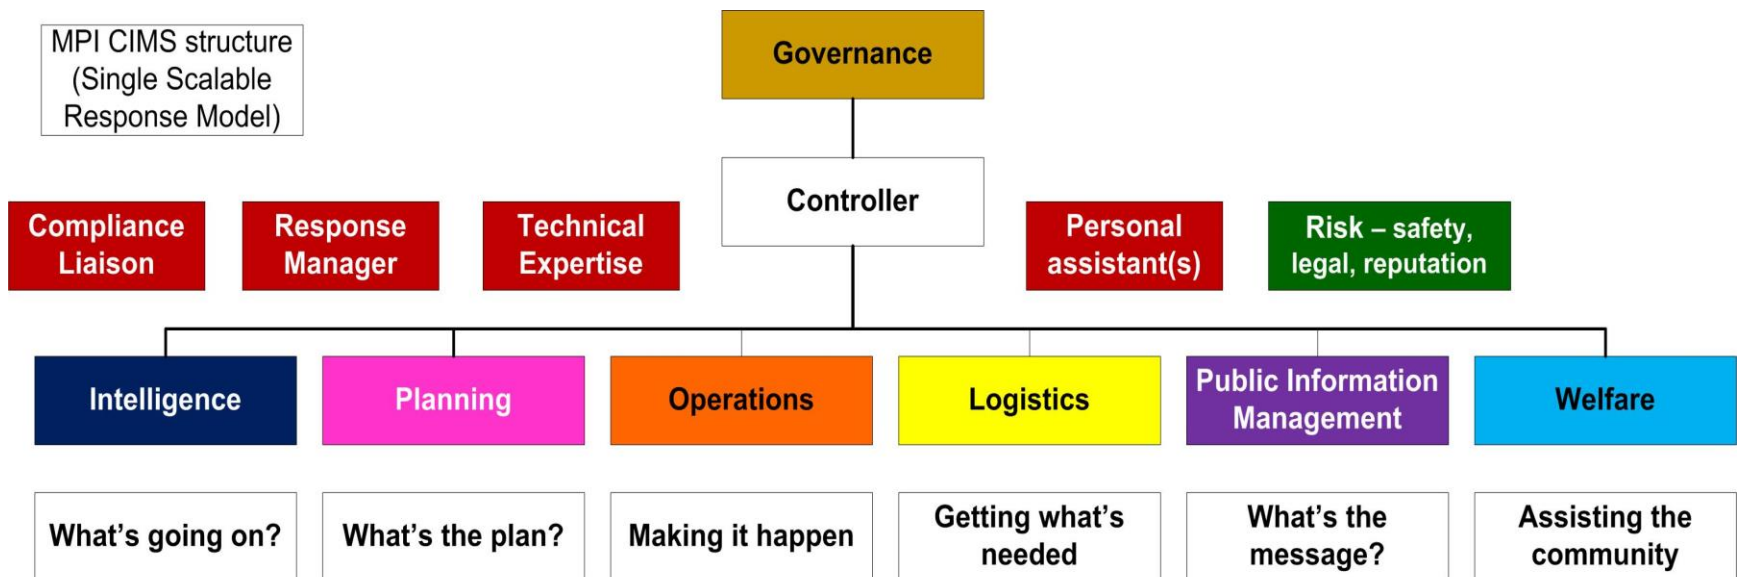 MPI CIMS structure
(Single Scalable
Response Model)
Governance
Controller
Compliance
Liaison
Response
Manager
Technical
Expertise
Personal
assistant(s)
Risk – safety,
legal, reputation
Intelligence
Planning
Operations
Logistics
Public Information
Management
Welfare
What’s going on?
What’s the plan?
Making it happen
Getting what’s
needed
What’s the
message?
Assisting the
community